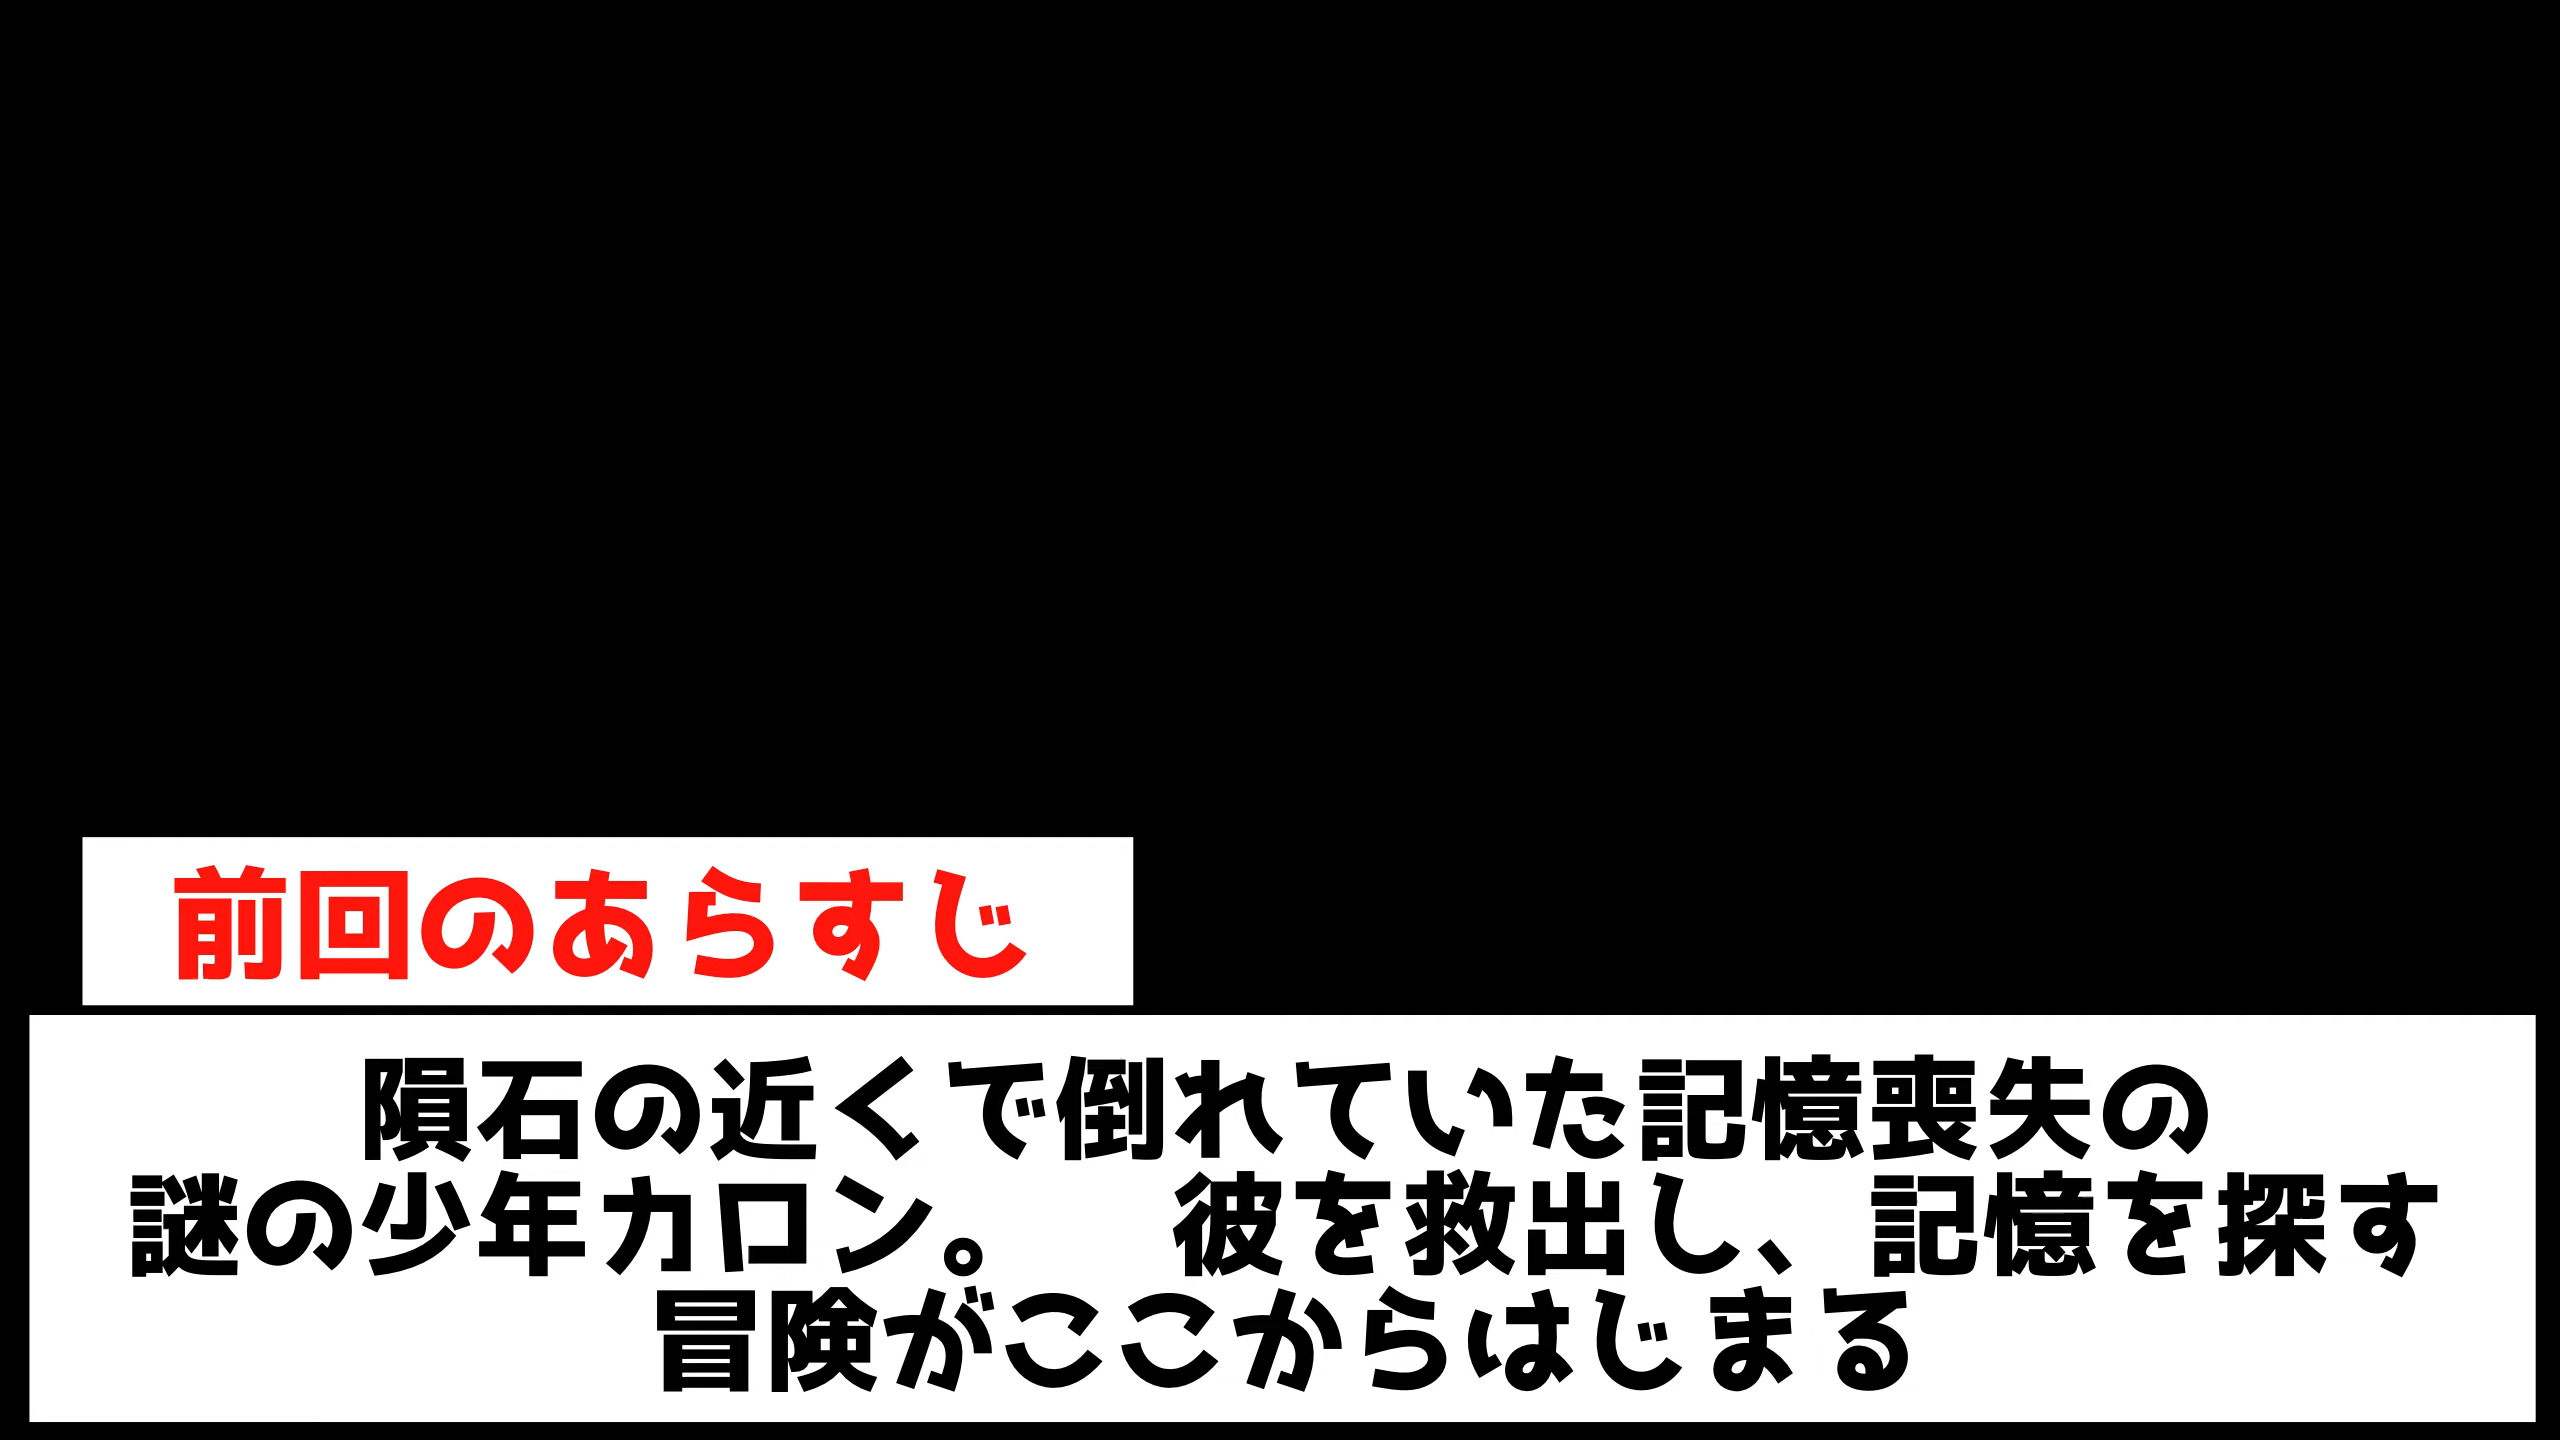 前回のあらすじ
隕石の近くで倒れていた記憶喪失の
謎の少年カロン。　彼を救出し、記憶を探す
冒険がここからはじまる